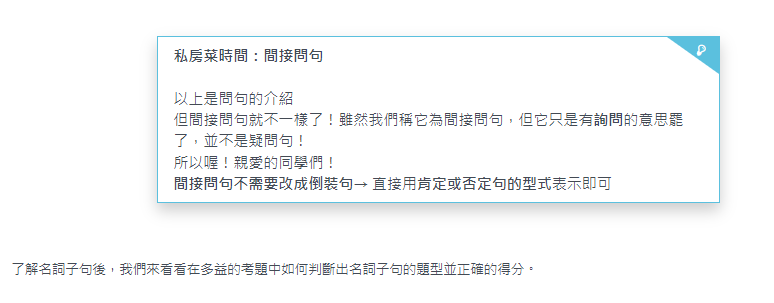 私房菜時間：間接問句
以上是問句的介紹
但間接問句就不一樣了！雖然我們稱它為間接問句，但它只是有詢問的意思罷
了，並不是疑問句！
所以喔！親愛的同學們！
間接問句不需要改成倒裝句→ 直接用肯定或否定句的型式表示即可
了解名詞子句後，我們來看看在多益的考題中如何判斷出名詞子句的題型並正確的得分。